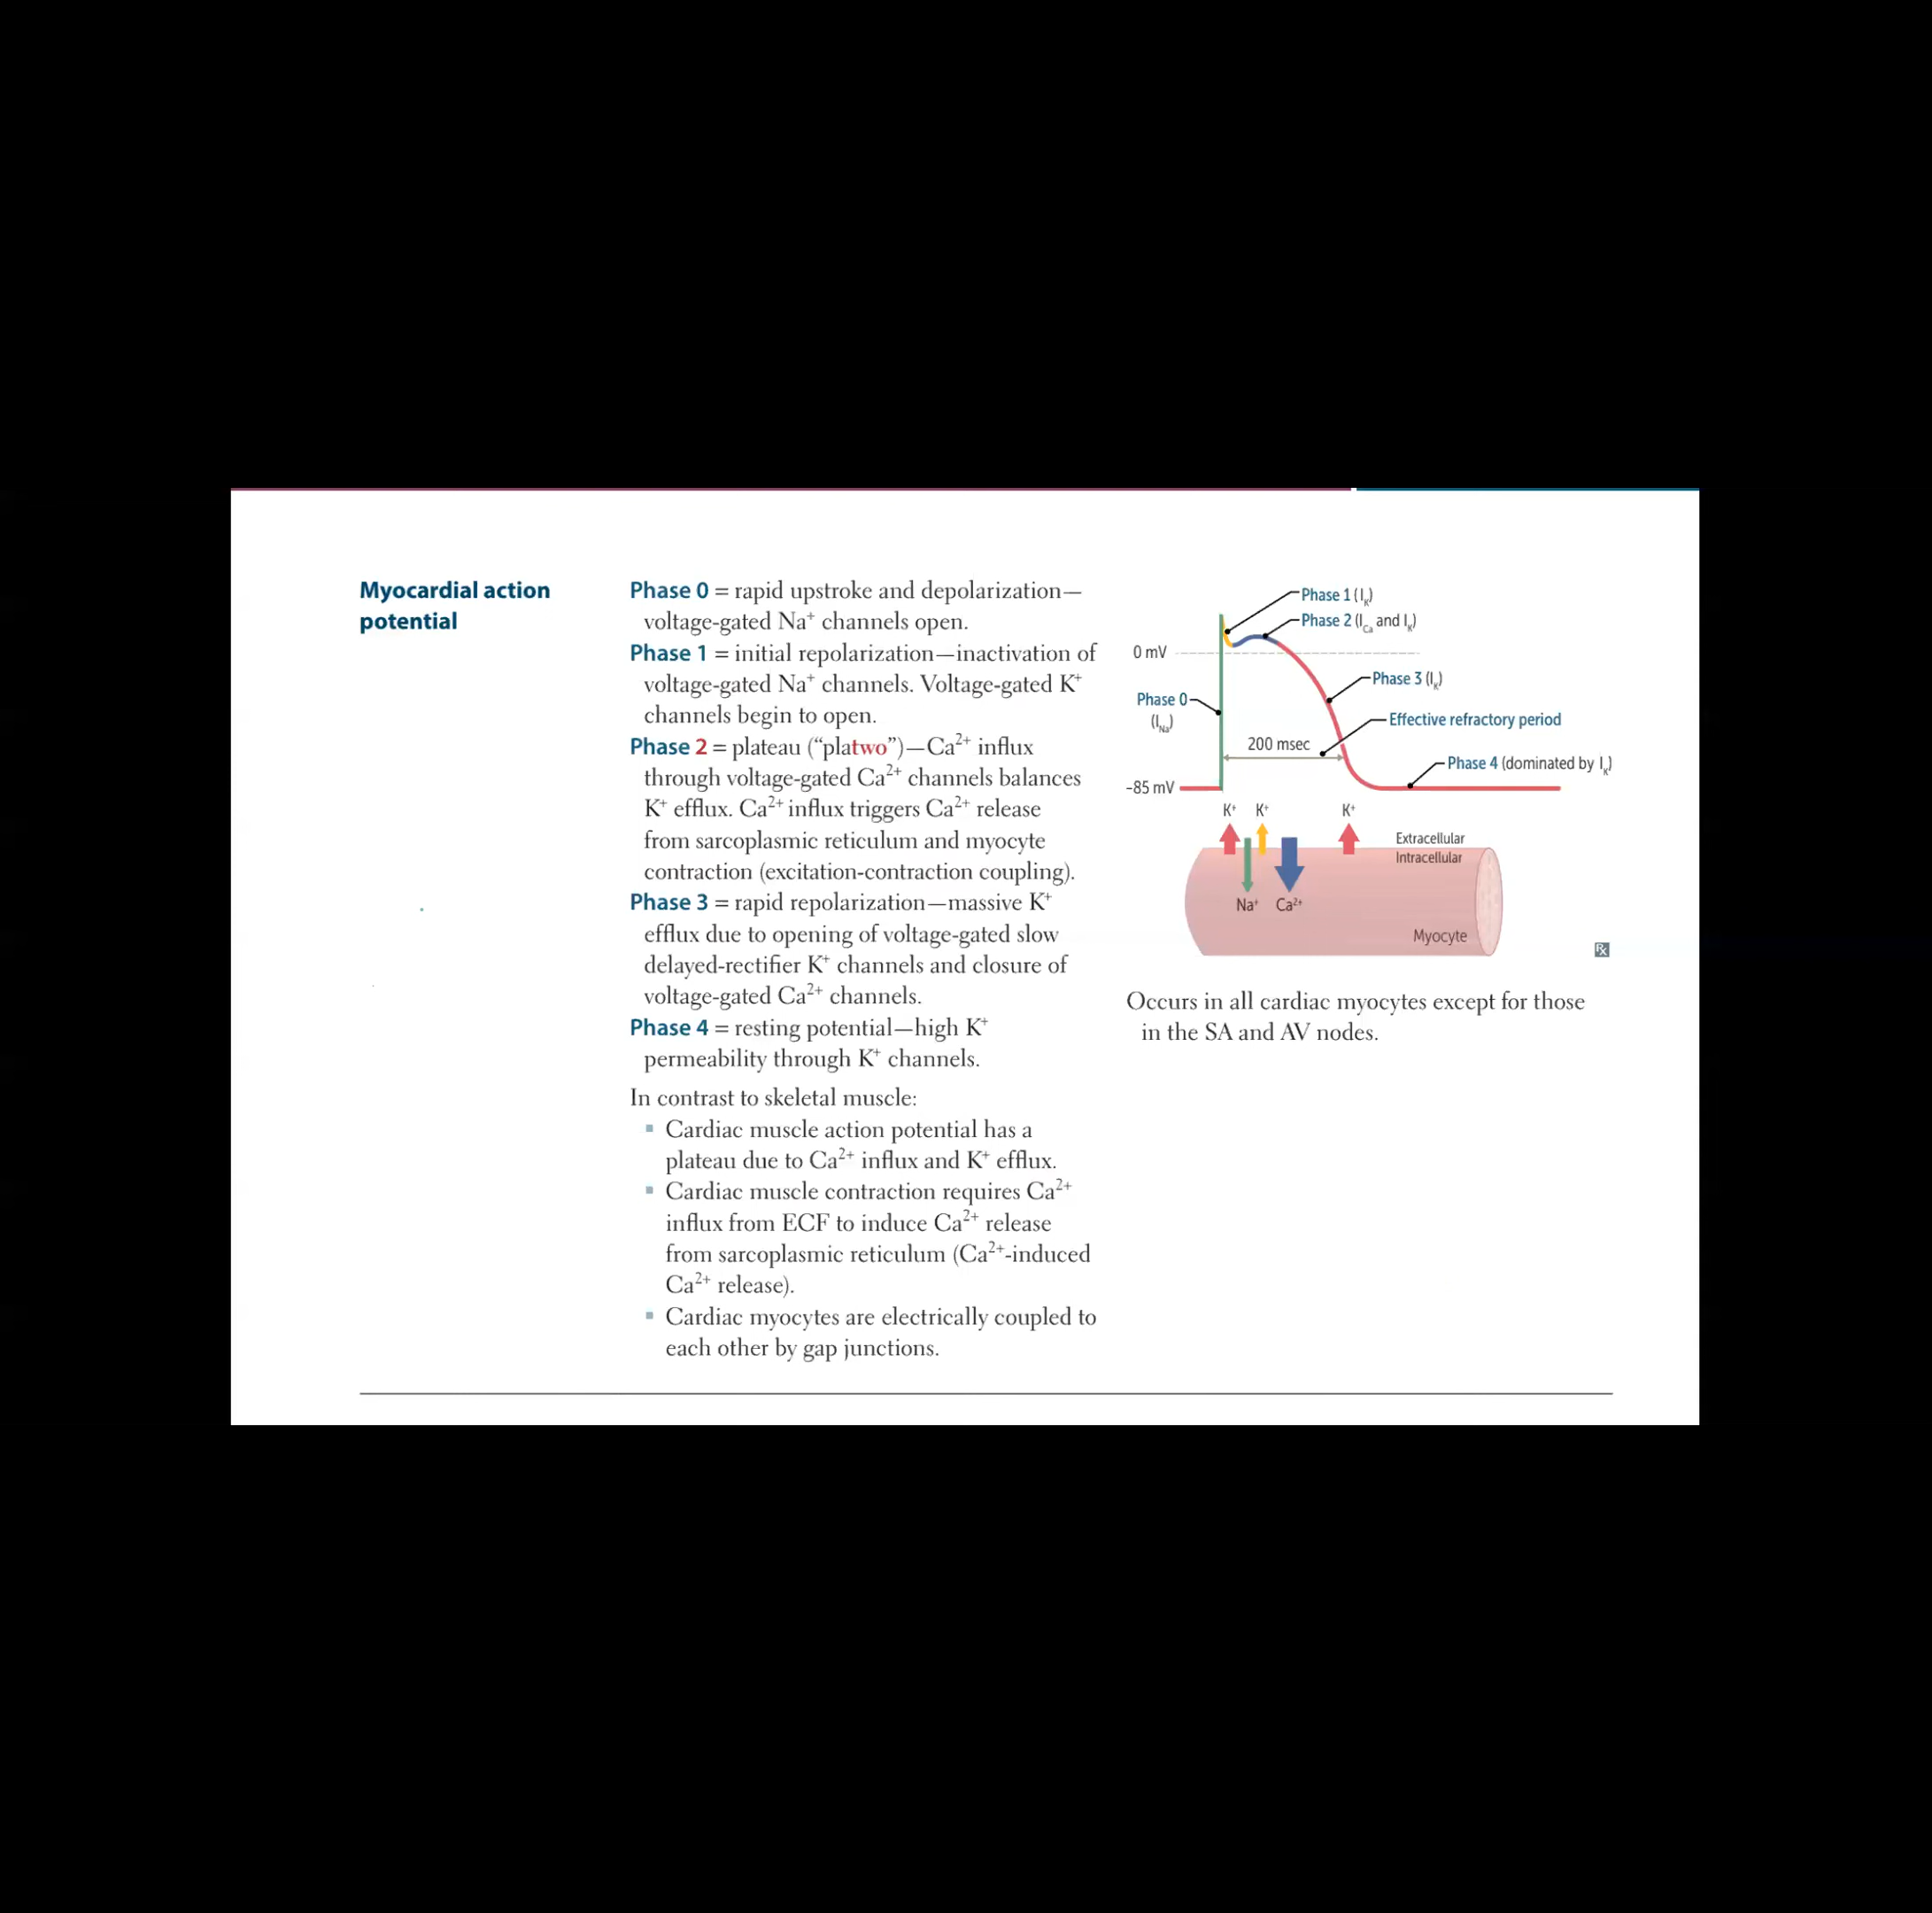 Myocardial action
potential
Phase 0 = rapid upstroke and depolarization—
voltage-gated Na⁺ channels open.
Phase 1 = initial repolarization—inactivation of
voltage-gated Na⁺ channels. Voltage-gated K⁺
channels begin to open.
Phase 2 = plateau (“platwo”)—Ca²⁺ influx
through voltage-gated Ca²⁺ channels balances
K⁺ efflux. Ca²⁺ influx triggers Ca²⁺ release
from sarcoplasmic reticulum and myocyte
contraction (excitation-contraction coupling).
Phase 3 = rapid repolarization—massive K⁺
efflux due to opening of voltage-gated slow
delayed-rectifier K⁺ channels and closure of
voltage-gated Ca²⁺ channels.
Phase 4 = resting potential—high K⁺
permeability through K⁺ channels.
In contrast to skeletal muscle:
▪ Cardiac muscle action potential has a
plateau due to Ca²⁺ influx and K⁺ efflux.
▪ Cardiac muscle contraction requires Ca²⁺
influx from ECF to induce Ca²⁺ release
from sarcoplasmic reticulum (Ca²⁺-induced
Ca²⁺ release).
▪ Cardiac myocytes are electrically coupled to
each other by gap junctions.
Phase 1 (I_K)
Phase 2 (I_Ca and I_K)
0 mV
Phase 3 (I_K)
Phase 0
(I_Na)
Effective refractory period
200 msec
Phase 4 (dominated by I_K)
–85 mV
K⁺ K⁺ K⁺
Extracellular
Intracellular
Na⁺ Ca²⁺
Myocyte
Rx
Occurs in all cardiac myocytes except for those
in the SA and AV nodes.